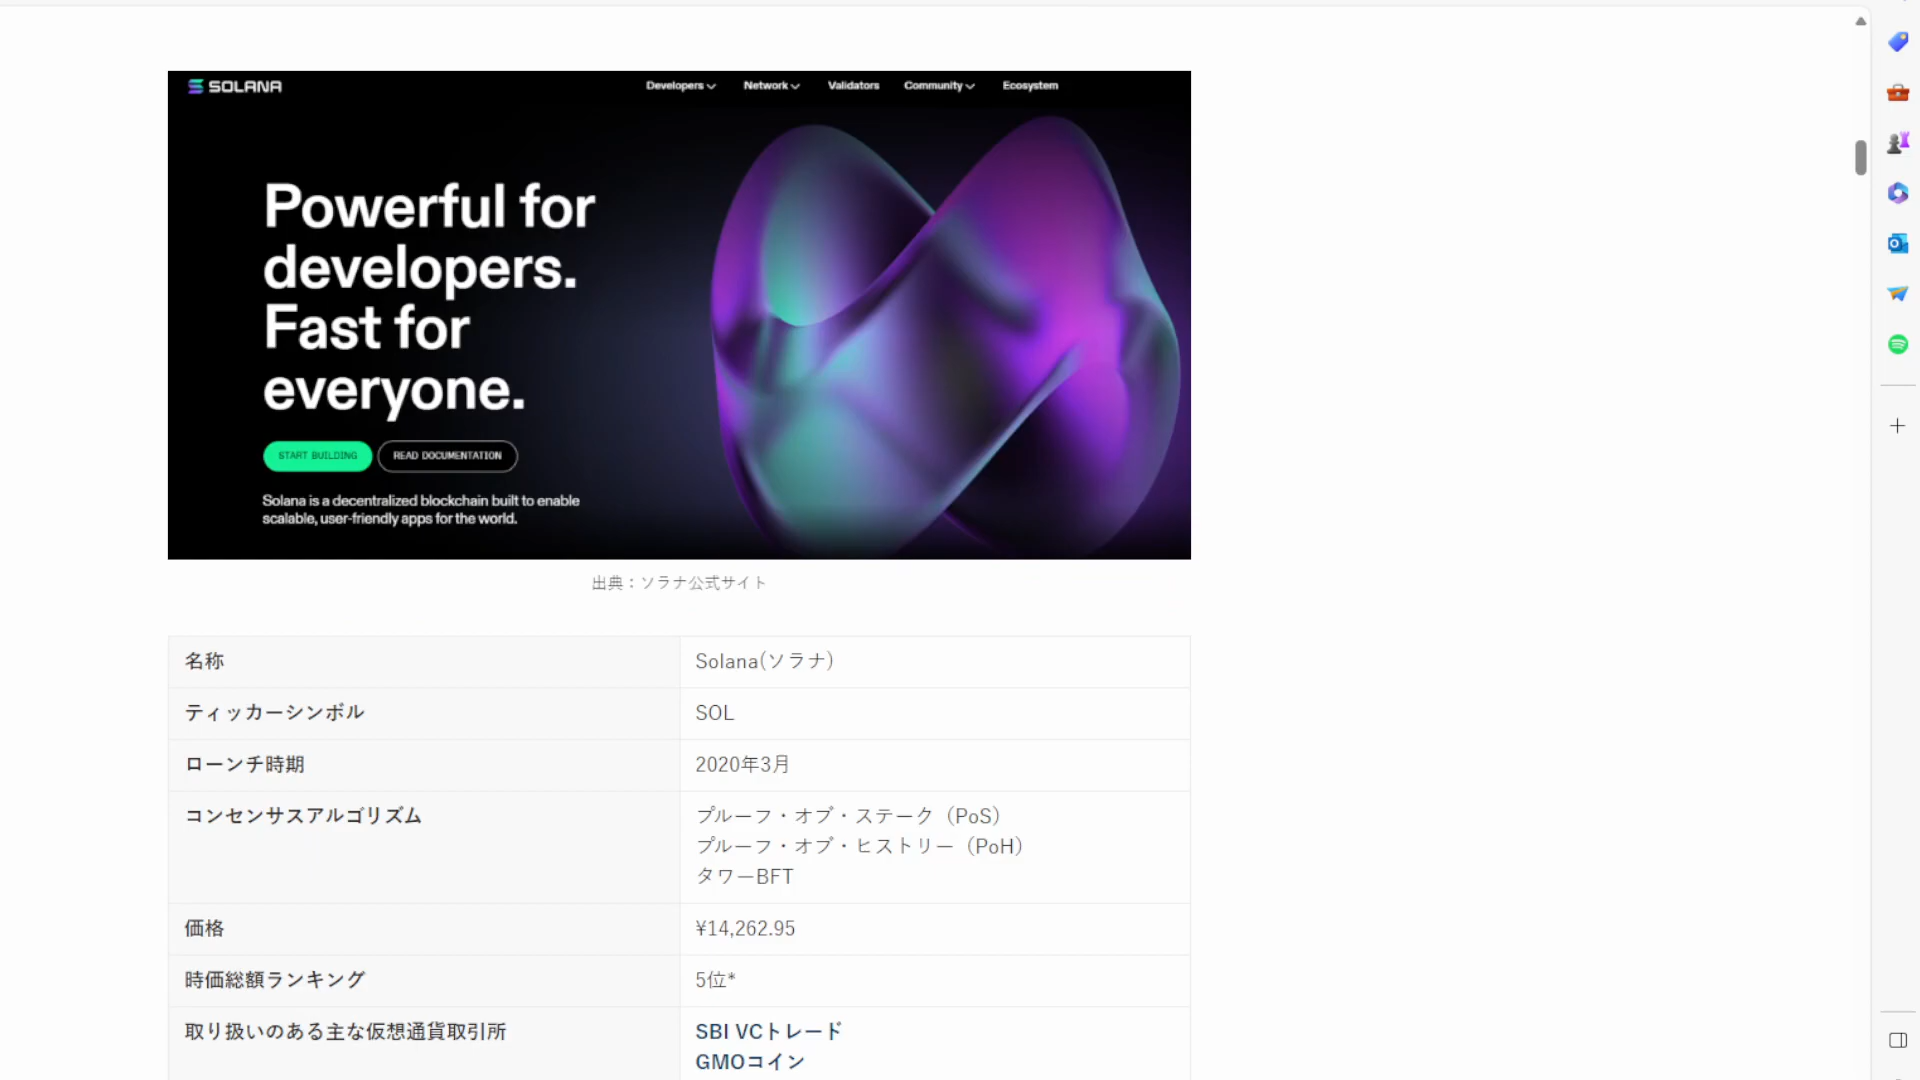 SOLANA
Developers Network Validators Community Ecosystem
Powerful for
developers.
Fast for
everyone.
START BUILDING READ DOCUMENTATION
Solana is a decentralized blockchain built to enable
scalable, user-friendly apps for the world.
出典：ソラナ公式サイト
名称 Solana(ソラナ)
ティッカーシンボル SOL
ローンチ時期 2020年3月
コンセンサスアルゴリズム プルーフ・オブ・ステーク（PoS）
プルーフ・オブ・ヒストリー（PoH）
タワーBFT
価格 ¥14,262.95
時価総額ランキング 5位*
取り扱いのある主な仮想通貨取引所 SBI VCトレード
GMOコイン